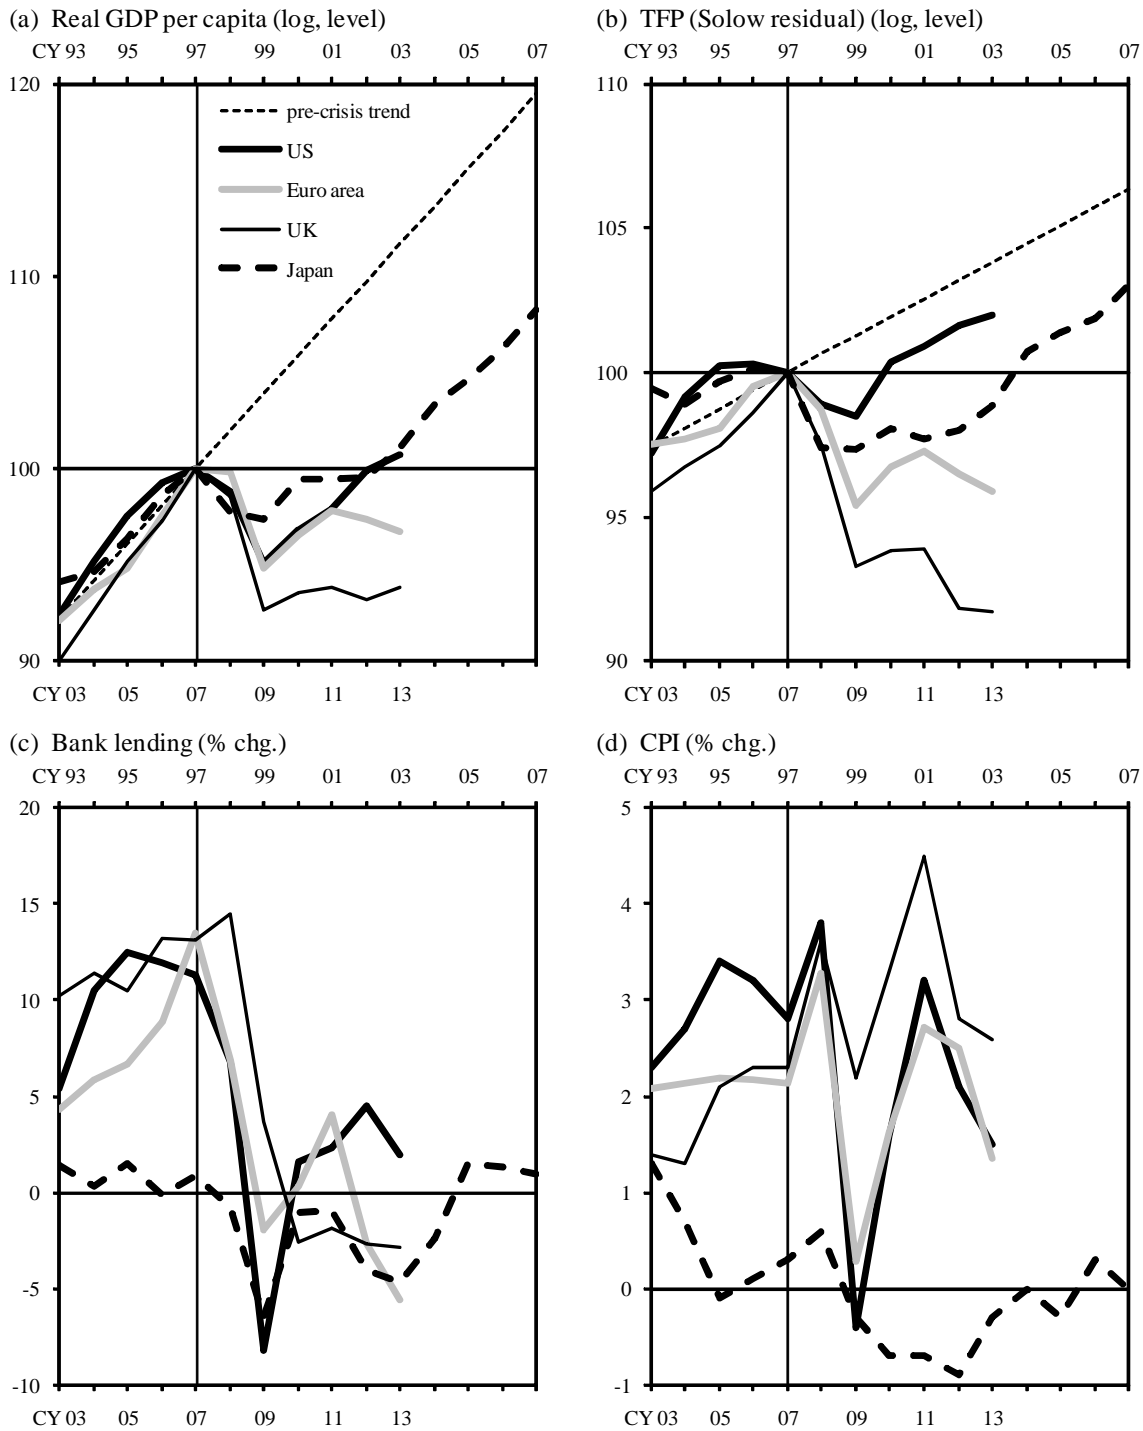 (a) Real GDP per capita (log, level)
CY 93 95 97 99 01 03 05 07
120
110
100
90
pre-crisis trend
US
Euro area
UK
Japan
CY 03 05 07 09 11 13
(b) TFP (Solow residual) (log, level)
CY 93 95 97 99 01 03 05 07
110
105
100
95
90
CY 03 05 07 09 11 13
(c) Bank lending (% chg.)
CY 93 95 97 99 01 03 05 07
20
15
10
5
0
-5
-10
CY 03 05 07 09 11 13
(d) CPI (% chg.)
CY 93 95 97 99 01 03 05 07
5
4
3
2
1
0
-1
CY 03 05 07 09 11 13